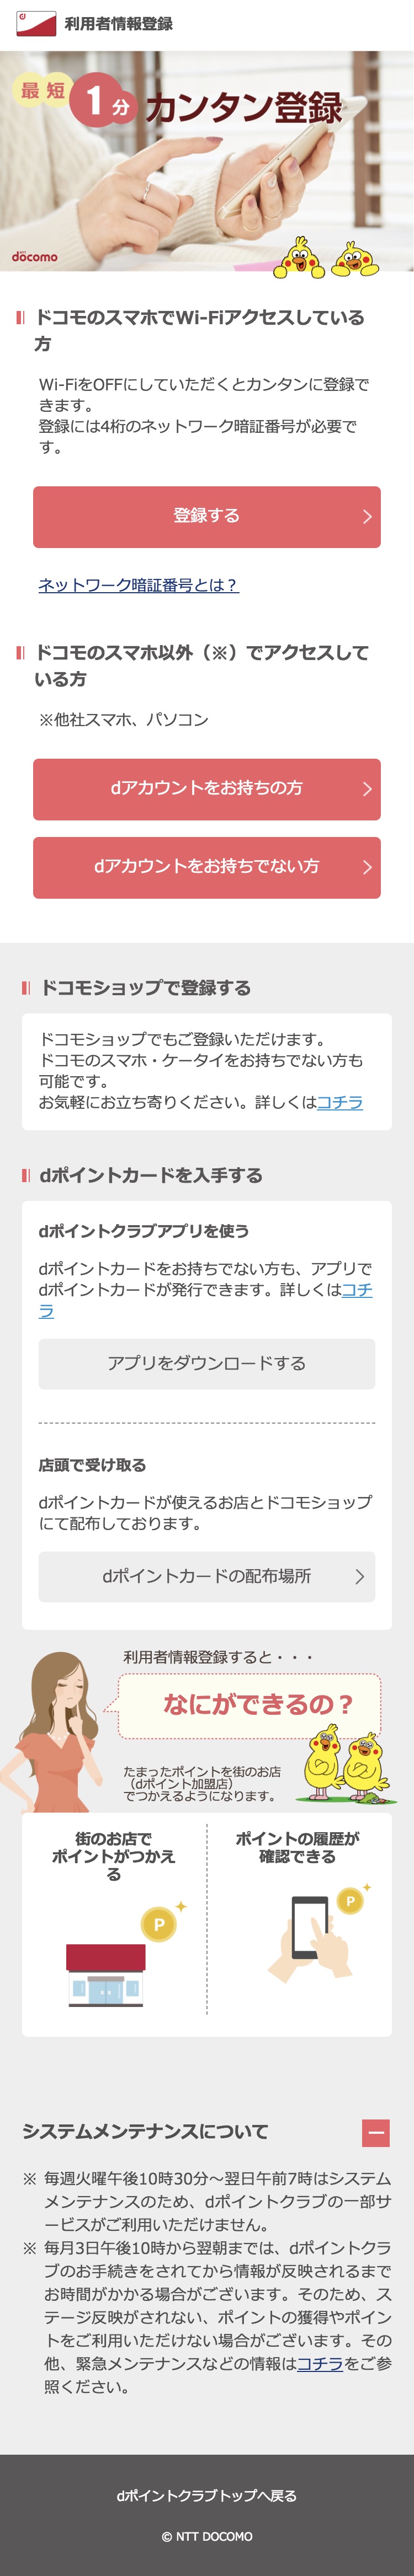 利用者情報登録
最短
1分
カンタン登録
NTT
döcomo
ドコモのスマホでWi-Fiアクセスしている
方
Wi-FiをOFFにしていただくとカンタンに登録で
きます。
登録には4桁のネットワーク暗証番号が必要で
す。
登録する
ネットワーク暗証番号とは？
ドコモのスマホ以外（※）でアクセスして
いる方
※他社スマホ、パソコン
dアカウントをお持ちの方
dアカウントをお持ちでない方
ドコモショップで登録する
ドコモショップでもご登録いただけます。
ドコモのスマホ・ケータイをお持ちでない方も
可能です。
お気軽にお立ち寄りください。詳しくはコチラ
dポイントカードを入手する
dポイントクラブアプリを使う
dポイントカードをお持ちでない方も、アプリで
dポイントカードが発行できます。詳しくはコチ
ラ
アプリをダウンロードする
店頭で受け取る
dポイントカードが使えるお店とドコモショップ
にて配布しております。
dポイントカードの配布場所
利用者情報登録すると・・・
なにができるの？
たまったポイントを街のお店
（dポイント加盟店）
でつかえるようになります。
街のお店で
ポイントがつかえ
る
P
ポイントの履歴が
確認できる
P
システムメンテナンスについて
※ 毎週火曜午後10時30分～翌日午前7時はシステム
メンテナンスのため、dポイントクラブの一部サ
ービスがご利用いただけません。
※ 毎月3日午後10時から翌朝までは、dポイントクラ
ブのお手続きをされてから情報が反映されるまで
お時間がかかる場合がございます。そのため、ス
テージ反映がされない、ポイントの獲得やポイン
トをご利用いただけない場合がございます。その
他、緊急メンテナンスなどの情報はコチラをご参
照ください。
dポイントクラブトップへ戻る
© NTT DOCOMO